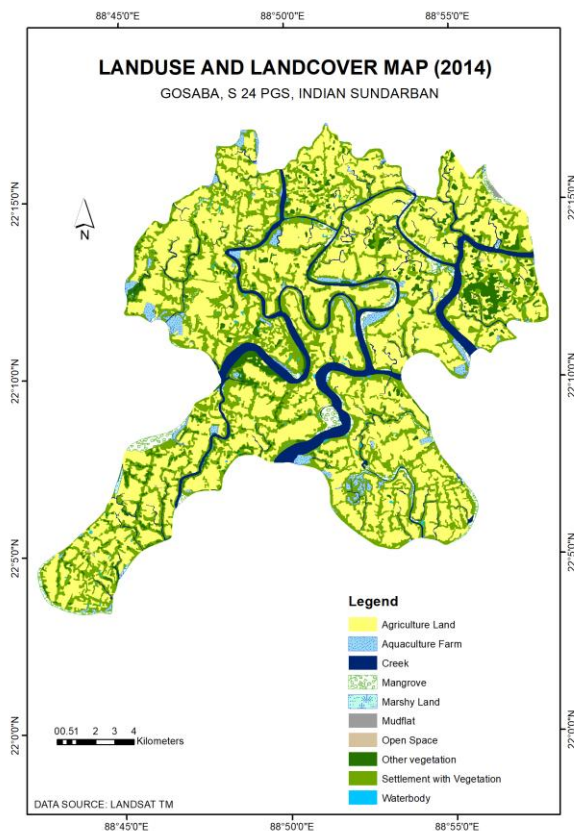 88°45'0"E 88°50'0"E 88°55'0"E
LANDUSE AND LANDCOVER MAP (2014)
GOSABA, S 24 PGS, INDIAN SUNDARBAN
22°15'0"N 22°15'0"N
N
22°10'0"N 22°10'0"N
22°5'0"N 22°5'0"N
Legend
Agriculture Land
Aquaculture Farm
Creek
Mangrove
Marshy Land
Mudflat
Open Space
Other vegetation
Settlement with Vegetation
Waterbody
22°0'0"N 22°0'0"N
00.51 2 3 4
Kilometers
DATA SOURCE: LANDSAT TM
88°45'0"E 88°50'0"E 88°55'0"E